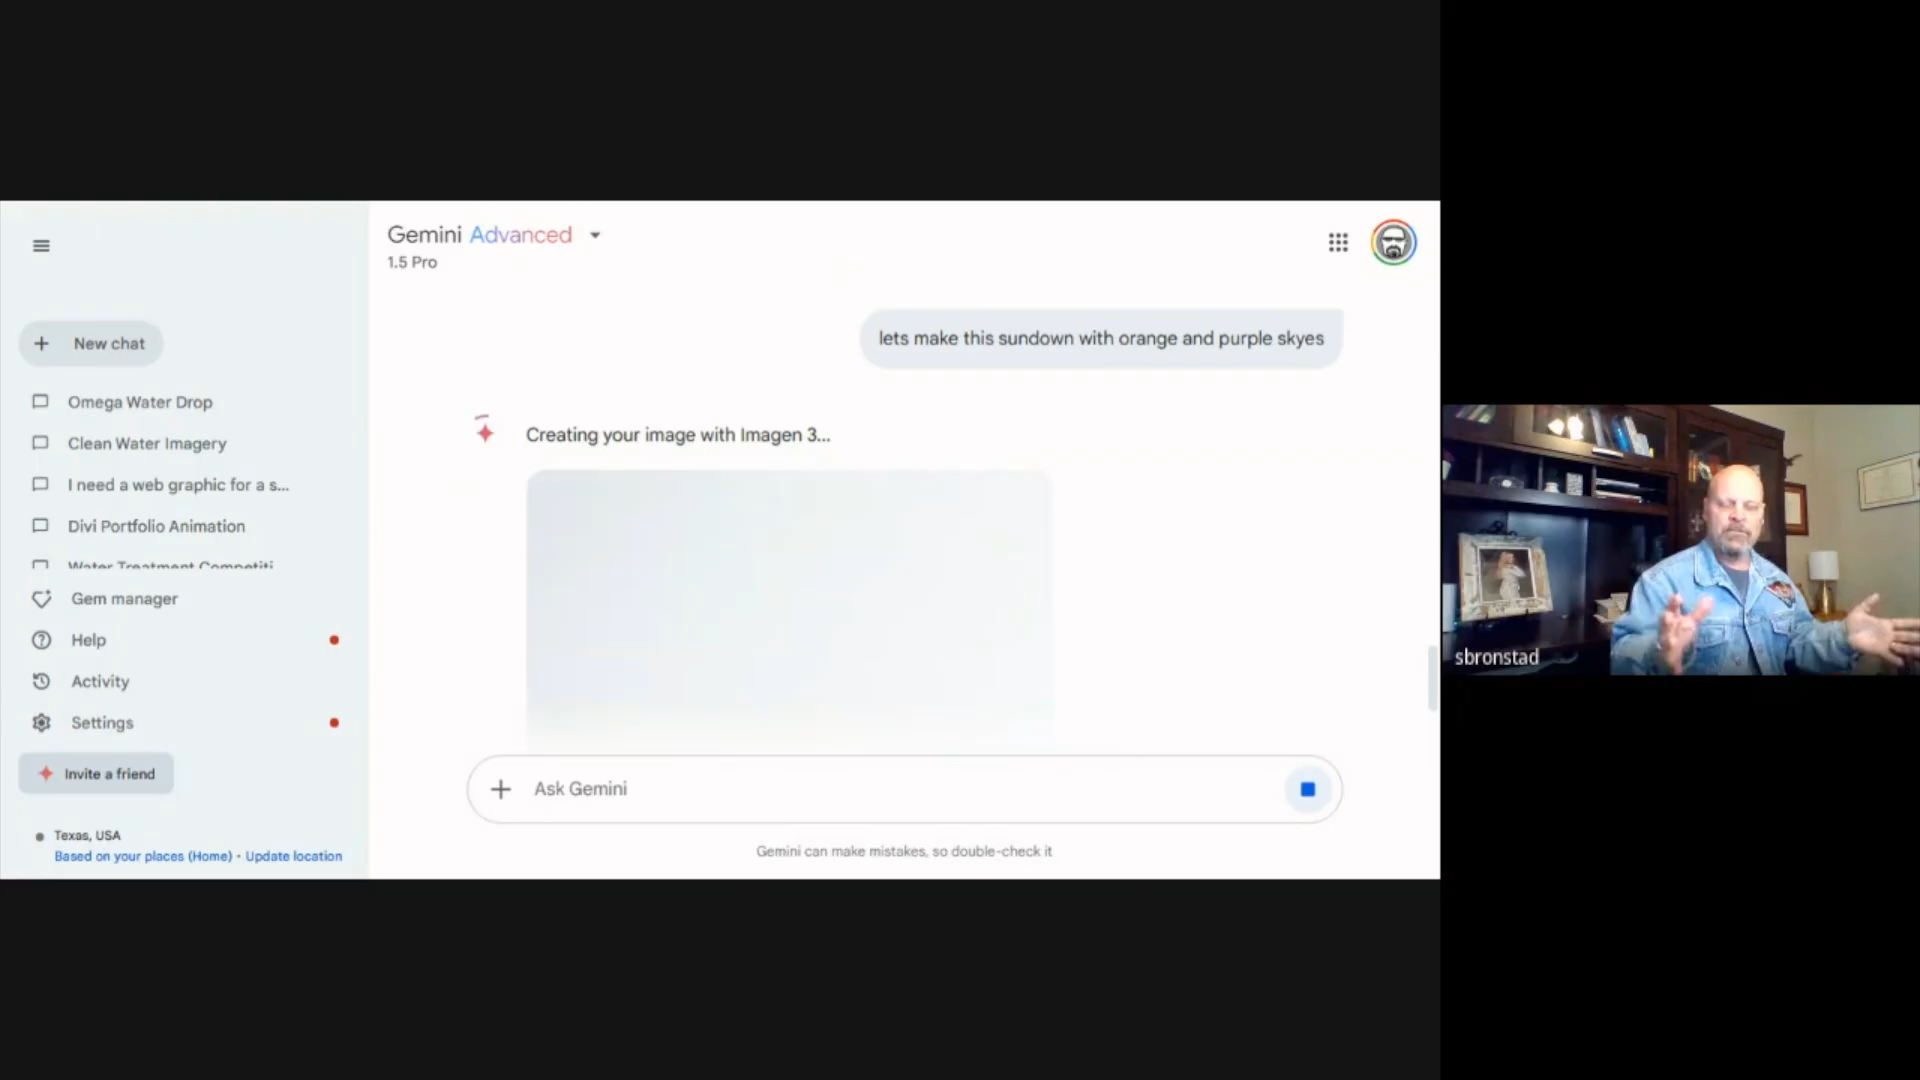 Gemini Advanced
1.5 Pro
New chat
Omega Water Drop
Clean Water Imagery
I need a web graphic for a s...
Divi Portfolio Animation
Water Treatment Competiti
Gem manager
Help
Activity
Settings
Invite a friend
Texas, USA
Based on your places (Home) • Update location
lets make this sundown with orange and purple skyes
Creating your image with Imagen 3...
Ask Gemini
Gemini can make mistakes, so double-check it
sbronstad